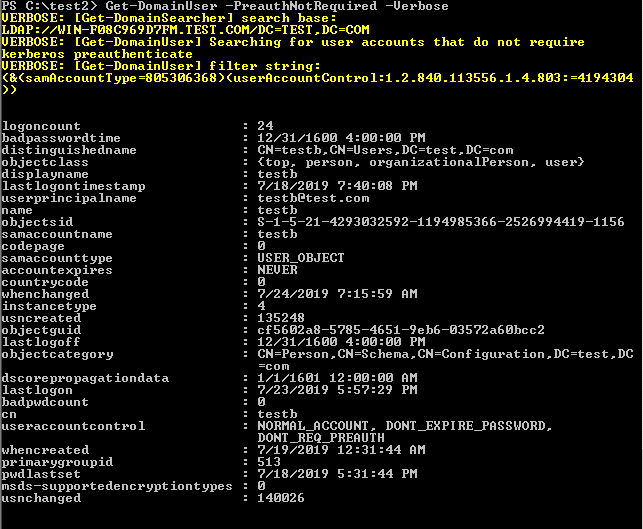 PS C:\test2> Get-DomainUser -PreauthNotRequired -Verbose
VERBOSE: [Get-DomainSearcher] search base:
LDAP://WIN-F08C969D7FM.TEST.COM/DC=TEST,DC=COM
VERBOSE: [Get-DomainUser] Searching for user accounts that do not require
kerberos preauthenticate
VERBOSE: [Get-DomainUser] filter string:
(&(samAccountType=805306368)(userAccountControl:1.2.840.113556.1.4.803:=4194304
))
logoncount : 24
badpasswordtime : 12/31/1600 4:00:00 PM
distinguishedname : CN=testb,CN=Users,DC=test,DC=com
objectclass : {top, person, organizationalPerson, user}
displayname : testb
lastlogontimestamp : 7/18/2019 7:40:08 PM
userprincipalname : testb@test.com
name : testb
objectsid : S-1-5-21-4293032592-1194985366-2526994419-1156
samaccountname : testb
codepage : 0
samaccounttype : USER_OBJECT
accountexpires : NEVER
countrycode : 0
whenchanged : 7/24/2019 7:15:59 AM
instancetype : 4
usncreated : 135248
objectguid : cf5602a8-5785-4651-9eb6-03572a60bcc2
lastlogoff : 12/31/1600 4:00:00 PM
objectcategory : CN=Person,CN=Schema,CN=Configuration,DC=test,DC
=com
dscorepropagationdata : 1/1/1601 12:00:00 AM
lastlogon : 7/23/2019 5:57:29 PM
badpwdcount : 0
cn : testb
useraccountcontrol : NORMAL_ACCOUNT, DONT_EXPIRE_PASSWORD,
DONT_REQ_PREAUTH
whencreated : 7/19/2019 12:31:44 AM
primarygroupid : 513
pwdlastset : 7/18/2019 5:31:44 PM
msds-supportedencryptiontypes : 0
usnchanged : 140026